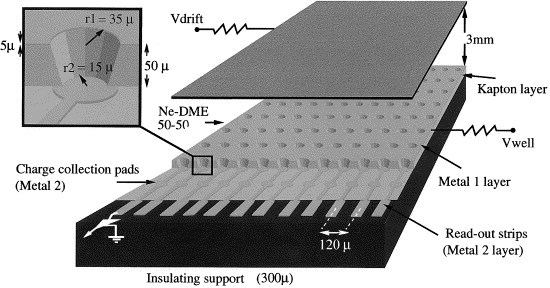 r1 = 35 μ
5μ
r2 = 15 μ
50 μ
Vdrift
3mm
Kapton layer
Ne-DME
50-50
Vwell
Charge collection pads
(Metal 2)
Metal 1 layer
120 μ
Read-out strips
(Metal 2 layer)
Insulating support (300μ)